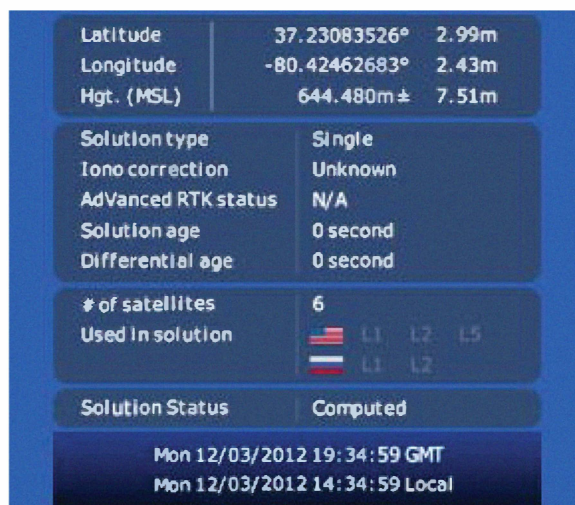 Latitude 37.23083526° 2.99m
Longitude -80.42462683° 2.43m
Hgt. (MSL) 644.480m± 7.51m
Solution type Single
Iono correction Unknown
AdVanced RTK status N/A
Solution age 0 second
Differential age 0 second
# of satellites 6
Used in solution L1 L2 L5
L1 L2
Solution Status Computed
Mon 12/03/2012 19:34:59 GMT
Mon 12/03/2012 14:34:59 Local